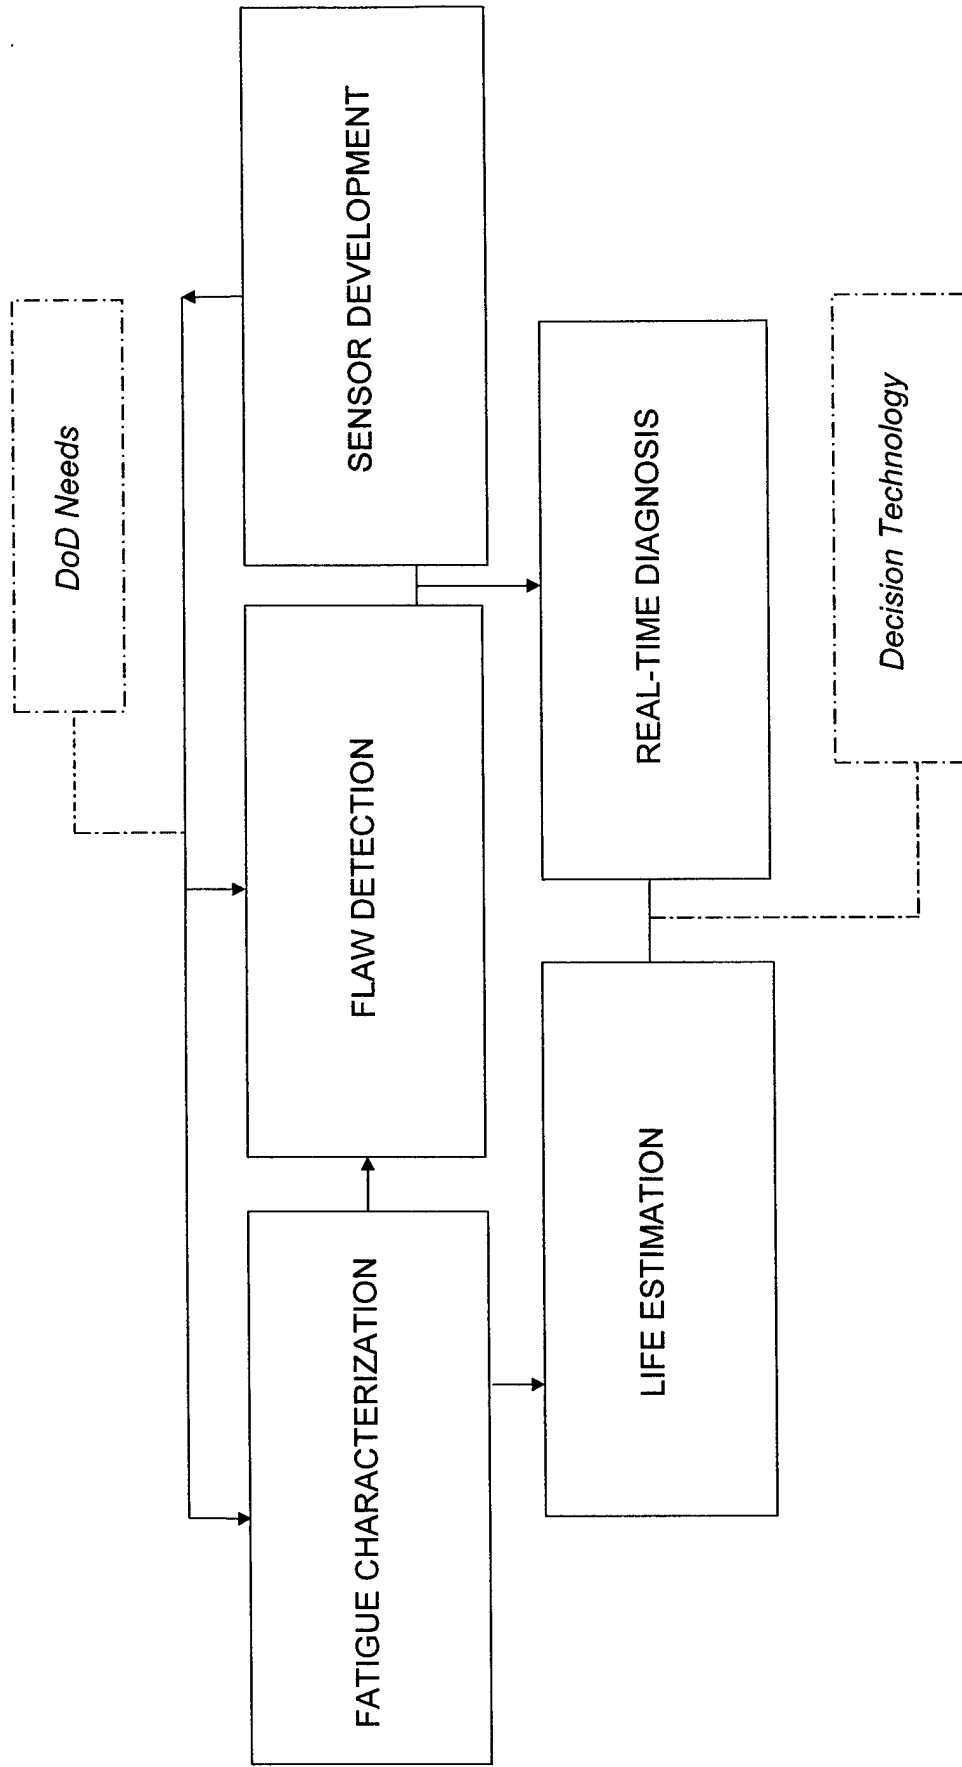 DoD Needs
FATIGUE CHARACTERIZATION
FLAW DETECTION
SENSOR DEVELOPMENT
LIFE ESTIMATION
REAL-TIME DIAGNOSIS
Decision Technology